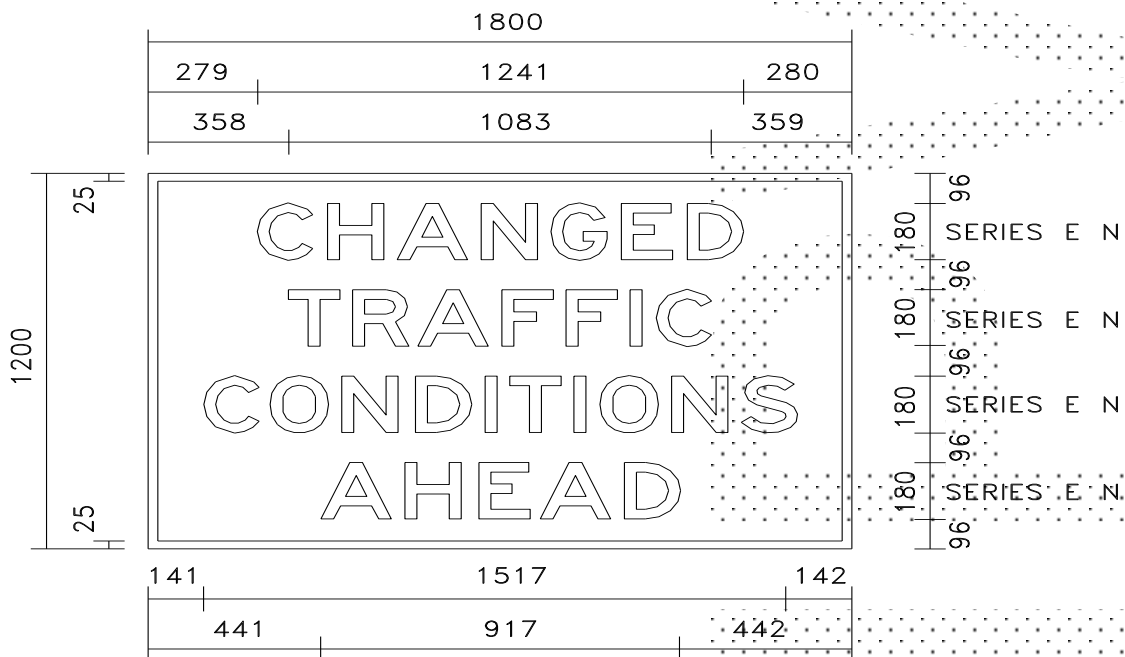 1800
279 1241 280
358 1083 359
25
96
CHANGED
180
SERIES E N
96
TRAFFIC
180
SERIES E N
1200
96
CONDITIONS
180
SERIES E N
96
AHEAD
180
SERIES E N
25
96
141 1517 142
441 917 442